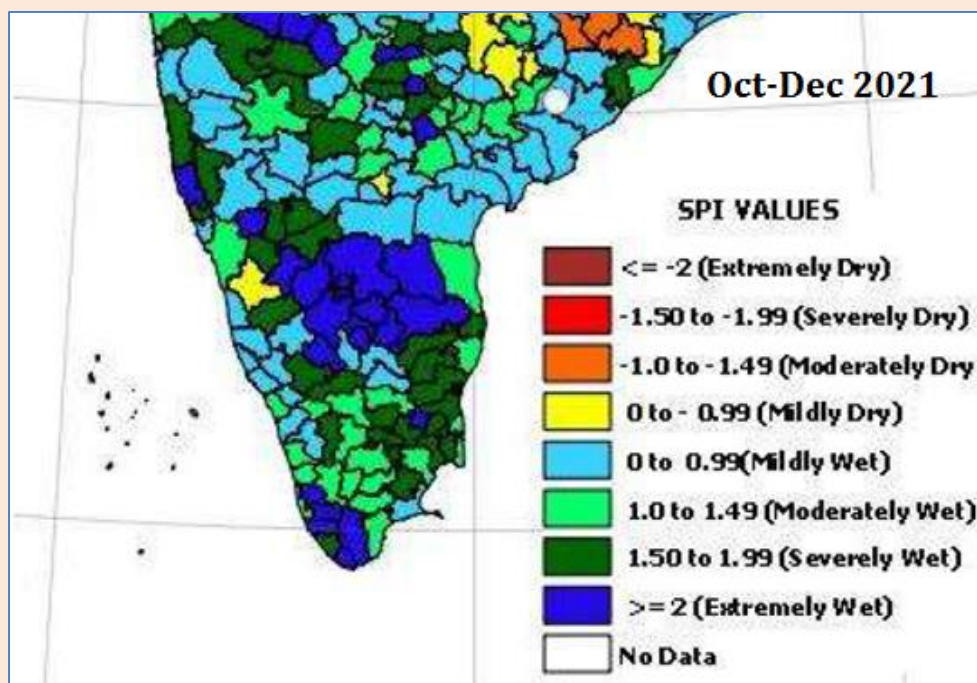 Oct-Dec 2021
SPI VALUES
<= -2 (Extremely Dry)
-1.50 to -1.99 (Severely Dry)
-1.0 to -1.49 (Moderately Dry
0 to - 0.99 (Mildly Dry)
0 to 0.99(Mildly Wet)
1.0 to 1.49 (Moderately Wet)
1.50 to 1.99 (Severely Wet)
>= 2 (Extremely Wet)
No Data